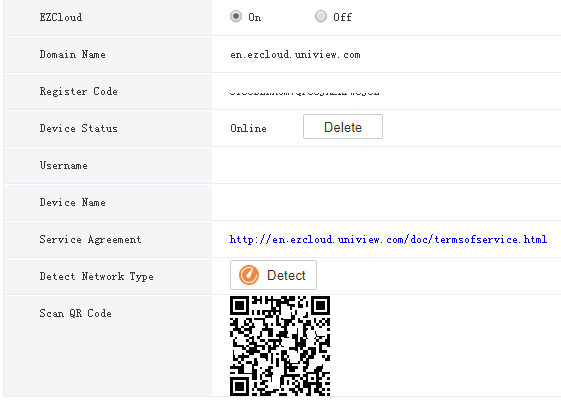 EZCloud On Off
Domain Name en.ezcloud.uniview.com
Register Code
Device Status Online Delete
Username
Device Name
Service Agreement http://en.ezcloud.uniview.com/doc/termsofservice.html
Detect Network Type Detect
Scan QR Code